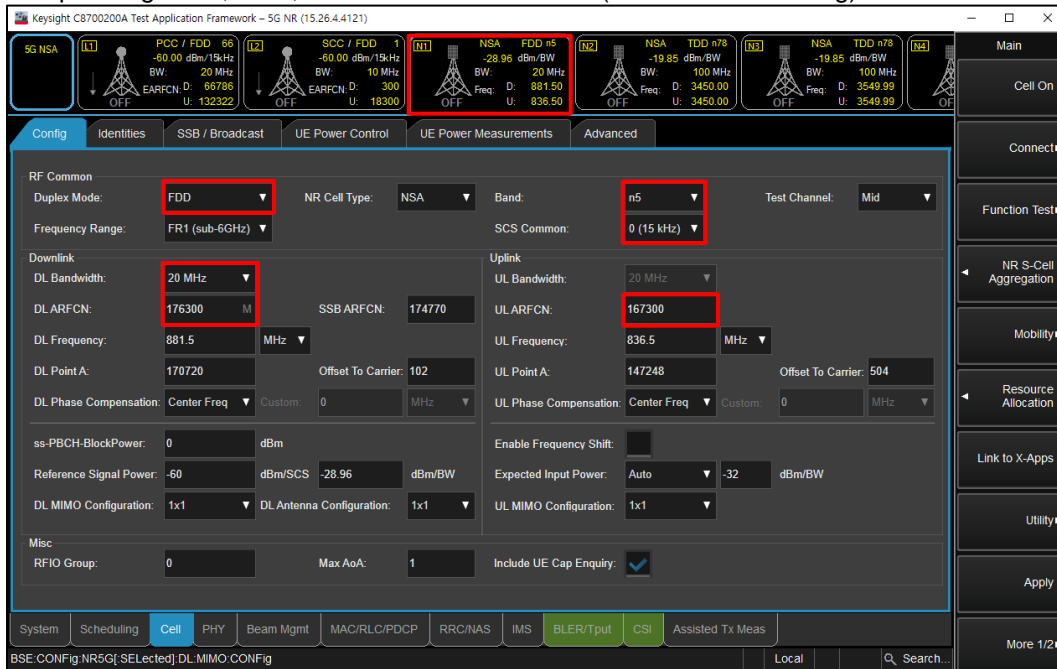 Keysight C8700200A Test Application Framework – 5G NR (15.26.4.4121)
5G NSA
L1 PCC / FDD 66
-60.00 dBm/15kHz
BW: 20 MHz
EARFCN: D: 66786
OFF U: 132322
L2 SCC / FDD 1
-60.00 dBm/15kHz
BW: 10 MHz
EARFCN: D: 300
OFF U: 18300
N1 NSA FDD n5
-28.96 dBm/BW
BW: 20 MHz
Freq: D: 881.50
OFF U: 836.50
N2 NSA TDD n78
-19.85 dBm/BW
BW: 100 MHz
Freq: D: 3450.00
OFF U: 3450.00
N3 NSA TDD n78
-19.85 dBm/BW
BW: 100 MHz
Freq: D: 3549.99
OFF U: 3549.99
N4
OF
Config Identities SSB / Broadcast UE Power Control UE Power Measurements Advanced
RF Common
Duplex Mode: FDD NR Cell Type: NSA Band: n5 Test Channel: Mid
Frequency Range: FR1 (sub-6GHz) SCS Common: 0 (15 kHz)
Downlink Uplink
DL Bandwidth: 20 MHz UL Bandwidth: 20 MHz
DL ARFCN: 176300 M SSB ARFCN: 174770 UL ARFCN: 167300
DL Frequency: 881.5 MHz UL Frequency: 836.5 MHz
DL Point A: 170720 Offset To Carrier: 102 UL Point A: 147248 Offset To Carrier: 504
DL Phase Compensation: Center Freq Custom: 0 MHz UL Phase Compensation: Center Freq Custom: 0 MHz
ss-PBCH-BlockPower: 0 dBm Enable Frequency Shift:
Reference Signal Power: -60 dBm/SCS -28.96 dBm/BW Expected Input Power: Auto -32 dBm/BW
DL MIMO Configuration: 1x1 DL Antenna Configuration: 1x1 UL MIMO Configuration: 1x1
Misc
RFIO Group: 0 Max AoA: 1 Include UE Cap Enquiry:
System Scheduling Cell PHY Beam Mgmt MAC/RLC/PDCP RRC/NAS IMS BLER/Tput CSI Assisted Tx Meas
BSE:CONFig:NR5G[:SELected]:DL:MIMO:CONFig Local Search...
Main
Cell On
Connect
Function Test
NR S-Cell
Aggregation
Mobility
Resource
Allocation
Link to X-Apps
Utility
Apply
More 1/2